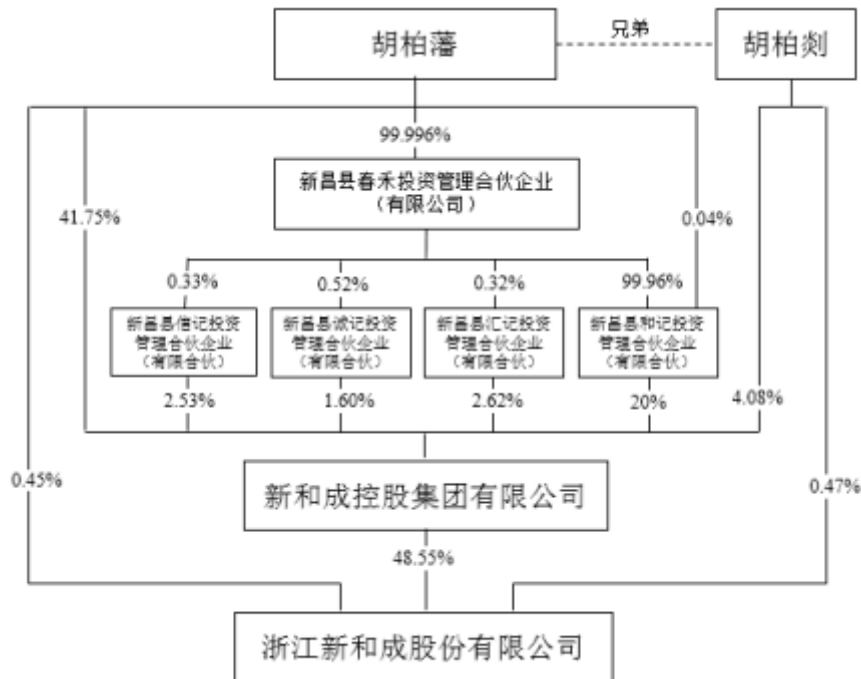 胡柏藩
兄弟
胡柏剡
99.996%
新昌县春禾投资管理合伙企业
（有限公司）
41.75%
0.04%
0.33%
0.52%
0.32%
99.96%
新昌县信记投资
管理合伙企业
（有限合伙）
新昌县诚记投资
管理合伙企业
（有限合伙）
新昌县汇记投资
管理合伙企业
（有限合伙）
新昌县和记投资
管理合伙企业
（有限合伙）
2.53%
1.60%
2.62%
20%
4.08%
0.45%
新和成控股集团有限公司
0.47%
48.55%
浙江新和成股份有限公司